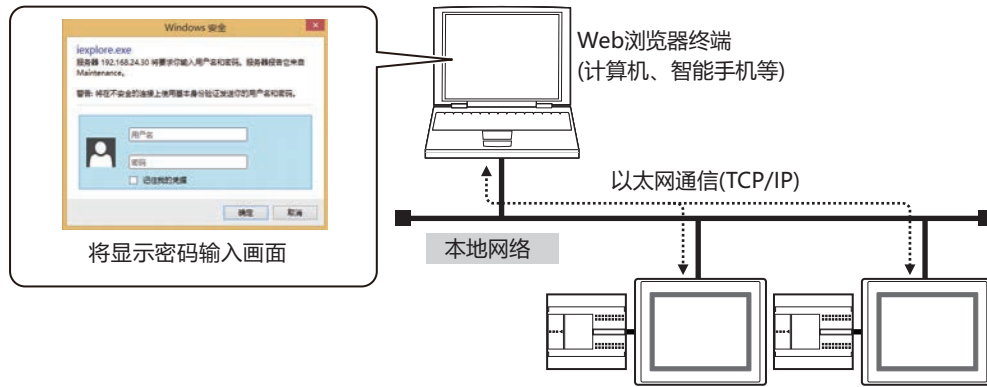 Windows 安全
iexplore.exe
服务器 192.168.24.30 将要求你输入用户名和密码。服务器报告它来自
Maintenance。
警告: 将在不安全的连接上使用基本身份验证发送你的用户名和密码。
用户名
密码
记住我的凭据
确定
取消
将显示密码输入画面
Web浏览器终端
(计算机、智能手机等)
以太网通信(TCP/IP)
本地网络